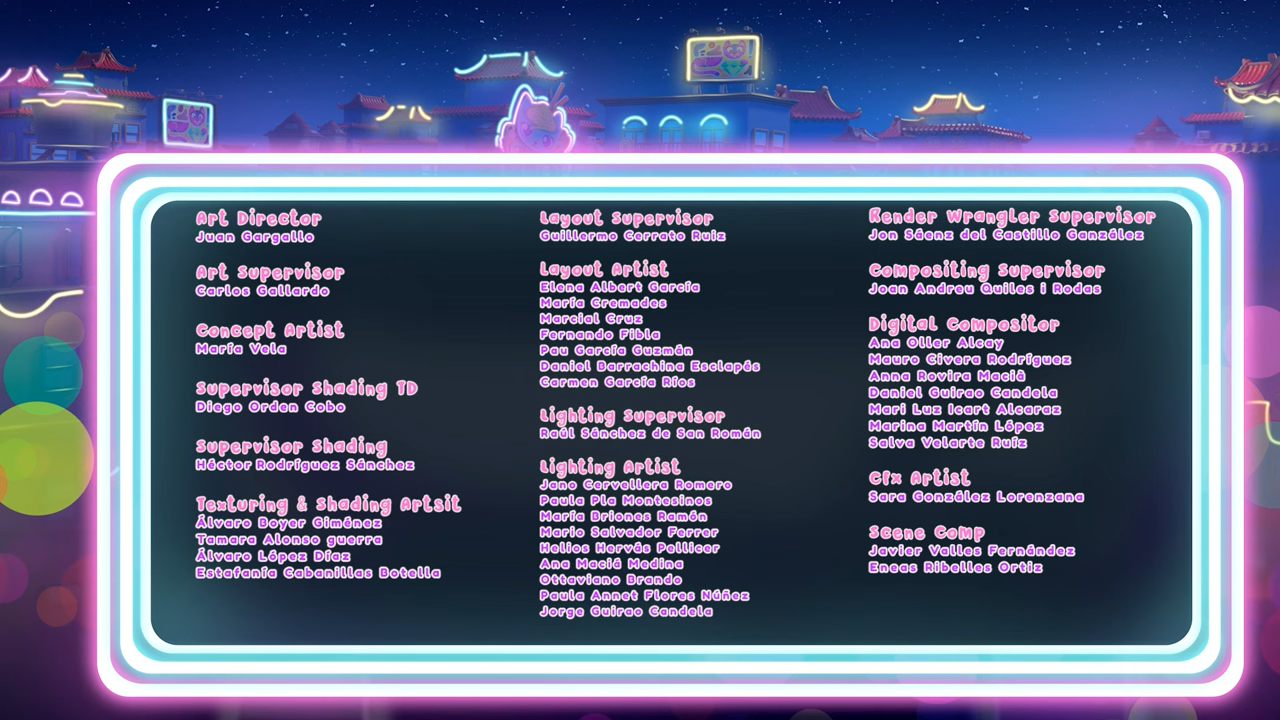 Art Director
Juan Gargallo
Art Supervisor
Carlos Gallardo
Concept Artist
María Vela
Supervisor Shading TD
Diego Orden Cobo
Supervisor Shading
Héctor Rodríguez Sánchez
Texturing & Shading Artsit
Álvaro Boyer Giménez
Tamara Alonso guerra
Álvaro López Díaz
Estafanía Cabanillas Botella
Layout Supervisor
Guillermo Cerrato Ruiz
Layout Artist
Elena Albert García
María Cremades
Marcial Cruz
Fernando Fibla
Pau García Guzmán
Daniel Barrachina Esclapés
Carmen García Ríos
Lighting Supervisor
Raúl Sánchez de San Román
Lighting Artist
Jano Cervellera Romero
Paula Pla Montesinos
María Briones Ramón
Mario Salvador Ferrer
Helios Hervás Pellicer
Ana Maciá Medina
Ottaviano Brando
Paula Annet Flores Núñez
Jorge Guirao Candela
Render Wrangler Supervisor
Jon Sáenz del Castillo Ganzález
Compositing Supervisor
Joan Andreu Quiles i Rodas
Digital Compositor
Ana Oller Alcay
Mauro Civera Rodríguez
Anna Rovira Maciâ
Daniel Guirao Candela
Mari Luz Icart Alcaraz
Marina Martín López
Salva Velarte Ruíz
Cfx Artist
Sara González Lorenzana
Scene Comp
Javier Valles Fernández
Eneas Ribelles Ortiz